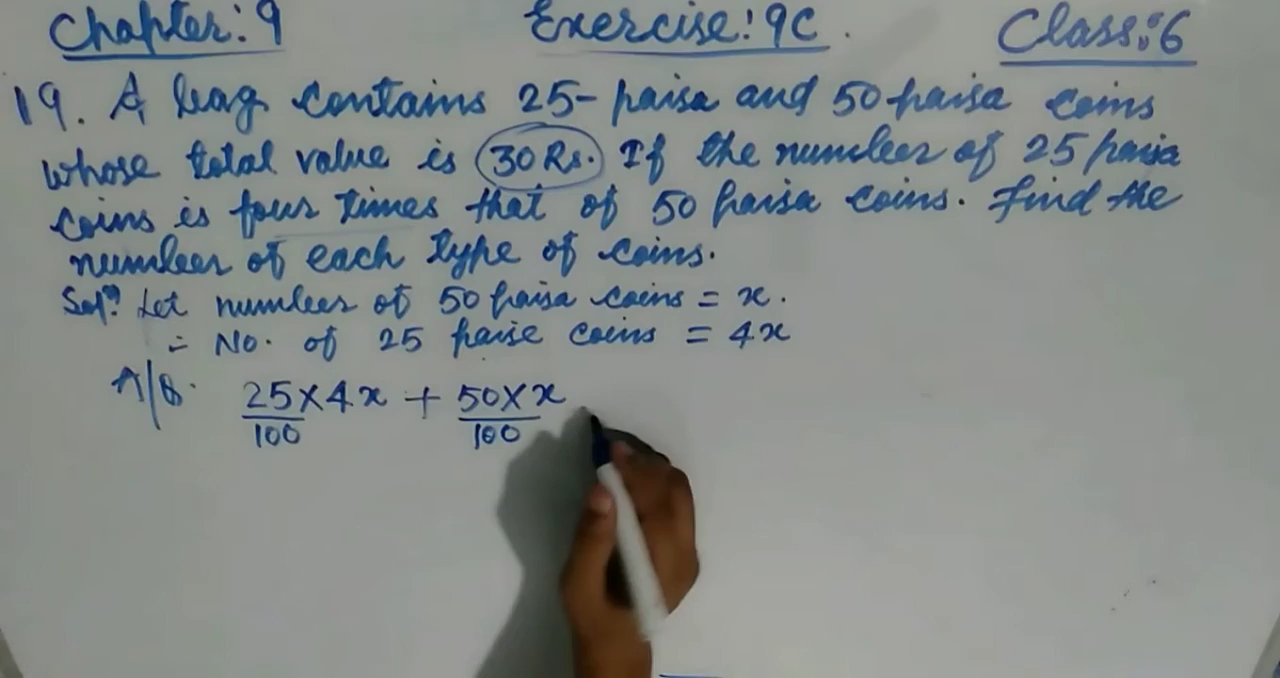 Chapter: 9 Exercise: 9C. Class: 6
19. A bag contains 25-paisa and 50 paisa coins
whose total value is 30 Rs. If the number of 25 paisa
coins is four times that of 50 paisa coins. Find the
number of each type of coins.
Solⁿ. Let number of 50 paisa coins = x.
∴ No. of 25 paise coins = 4x
A/Q. 25×4x/100 + 50×x/100